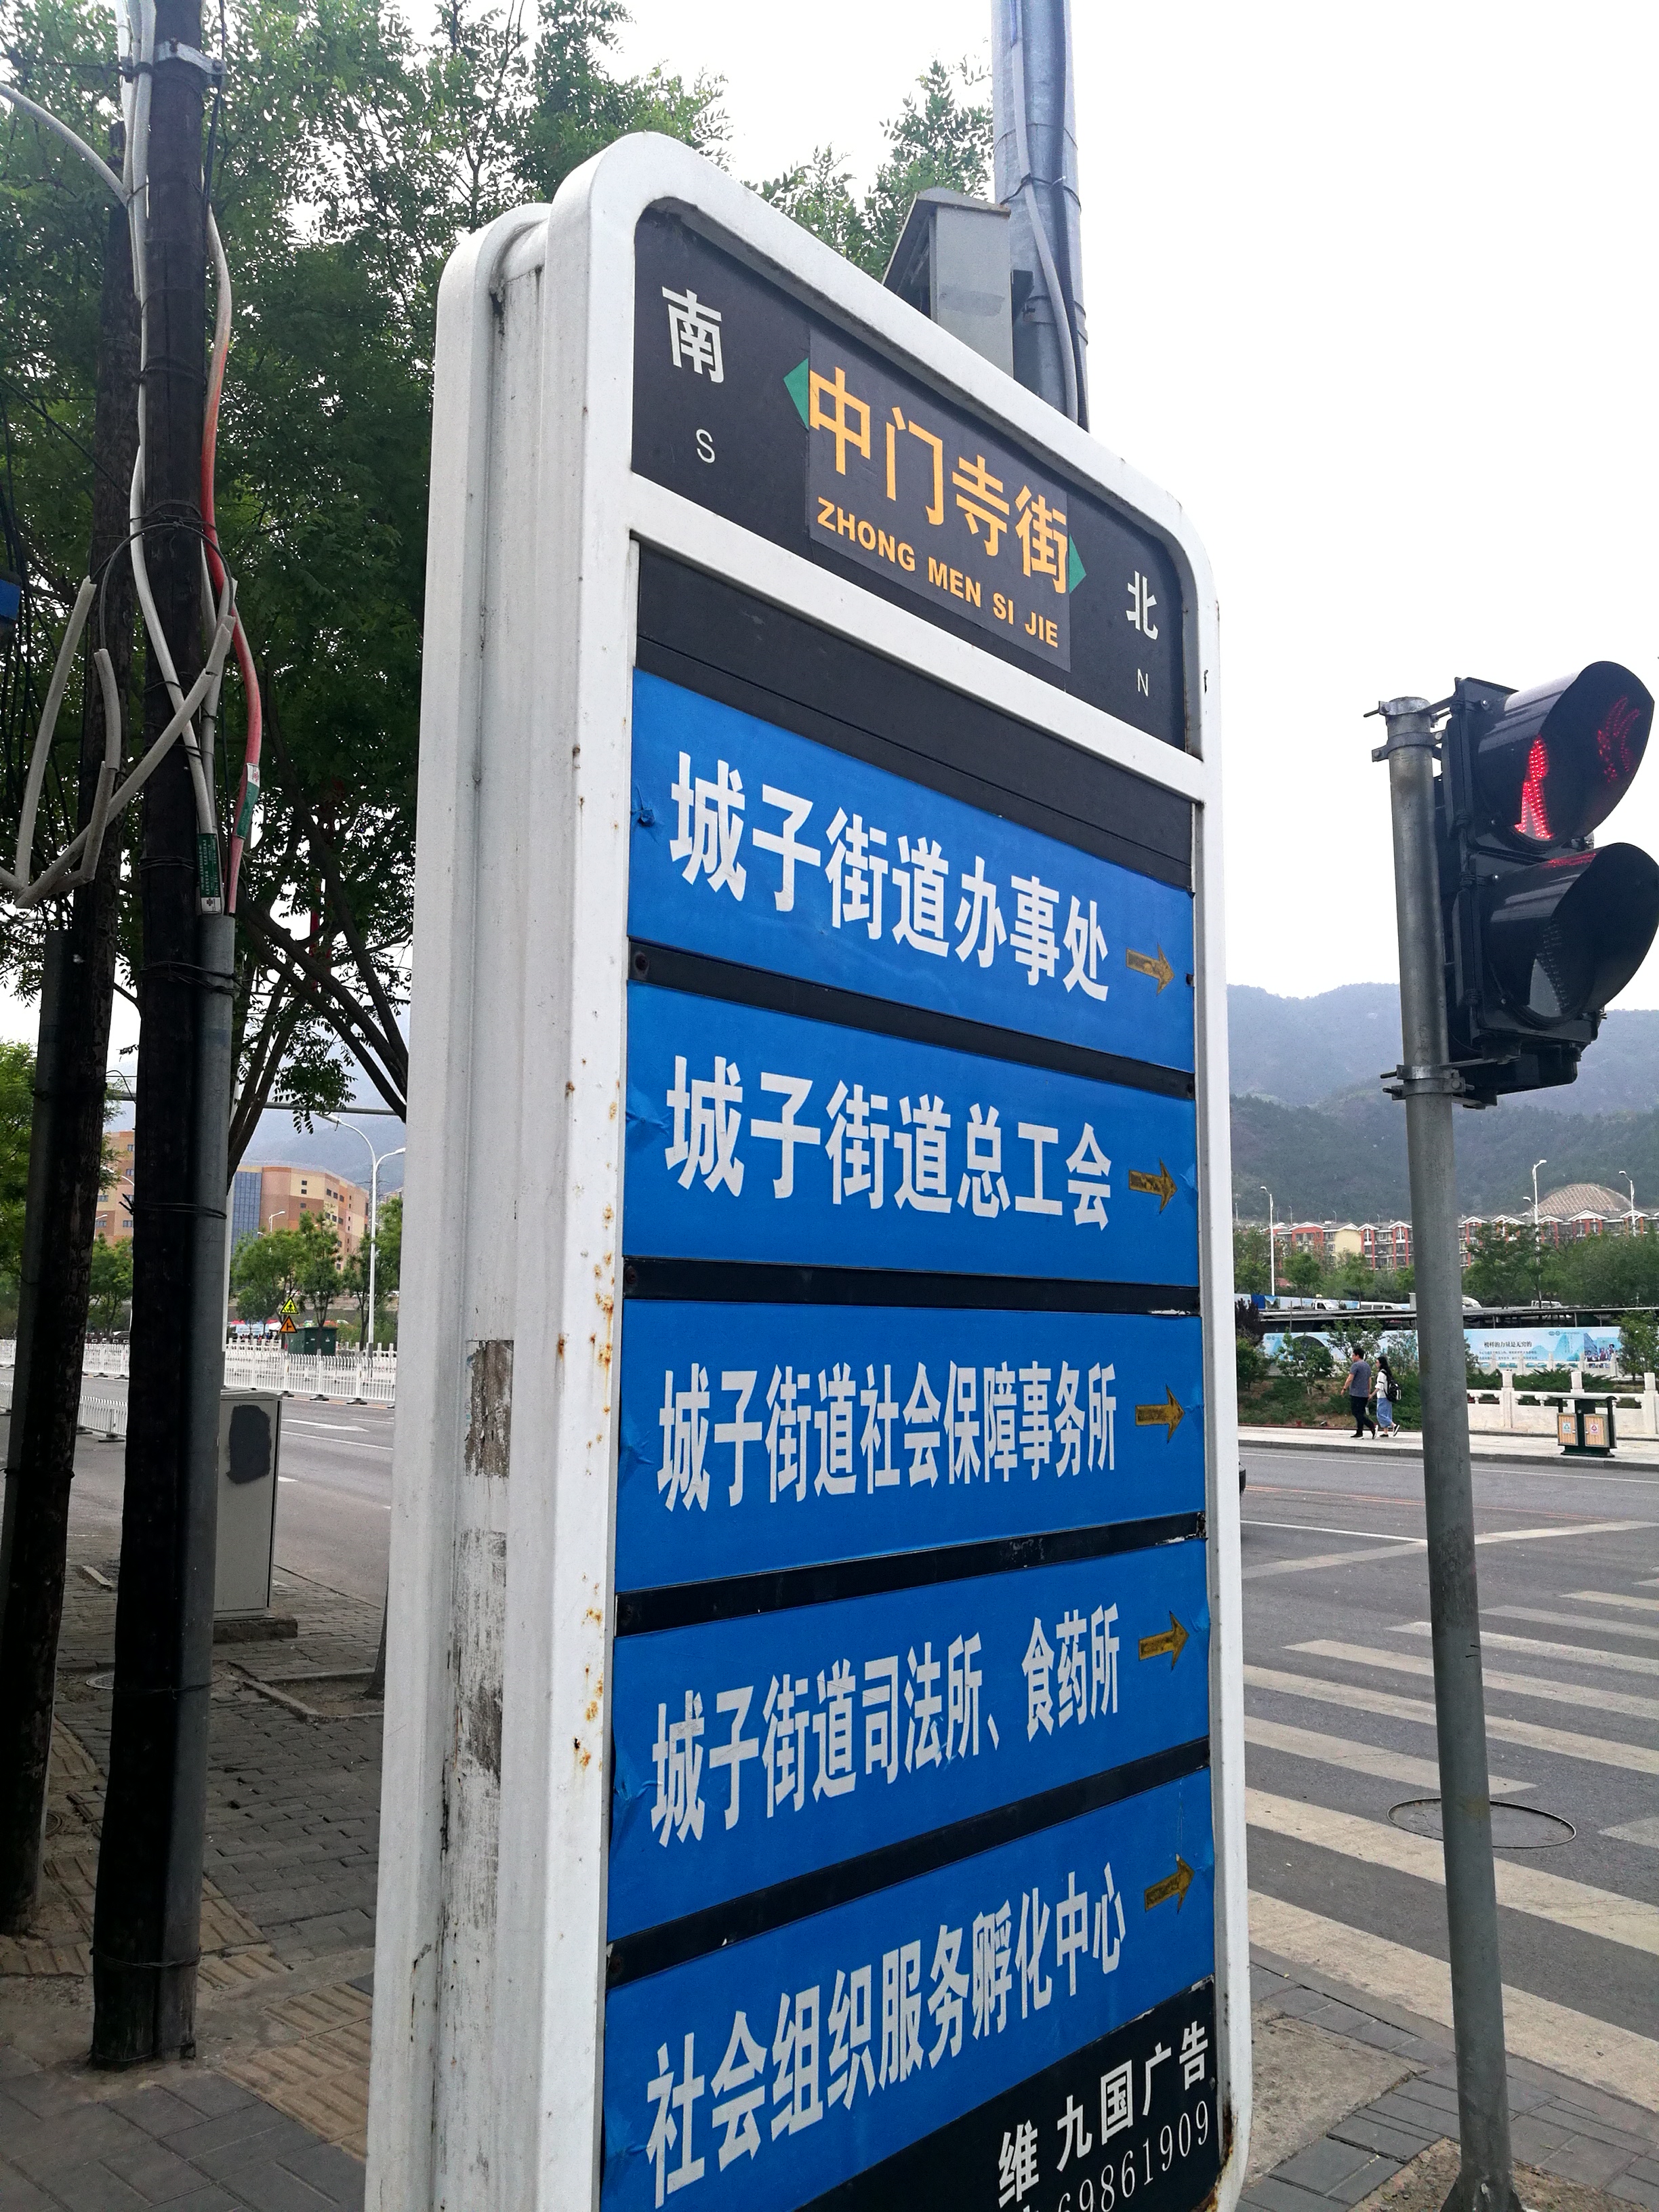 南
S
中门寺街
ZHONG MEN SI JIE
北
N
城子街道办事处
城子街道总工会
城子街道社会保障事务所
城子街道司法所、食药所
社会组织服务孵化中心
维九国广告
69861909